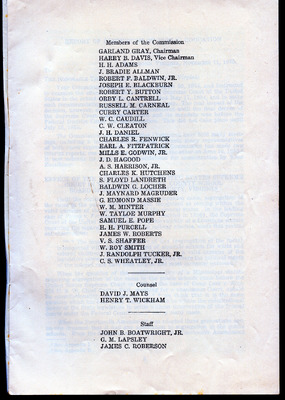 Members of the Commission
GARLAND GRAY, Chairman
HARRY B. DAVIS, Vice Chairman
H. H. ADAMS
J. BRADIE ALLMAN
ROBERT F. BALDWIN, JR.
JOSEPH E. BLACKBURN
ROBERT Y. BUTTON
ORBY L. CANTRELL
RUSSELL M. CARNEAL
CURRY CARTER
W. C. CAUDILL
C. W. CLEATON
J. H. DANIEL
CHARLES R. FENWICK
EARL A. FITZPATRICK
MILLS E. GODWIN, JR.
J. D. HAGOOD
A. S. HARRISON, JR.
CHARLES K. HUTCHENS
S. FLOYD LANDRETH
BALDWIN G. LOCHER
J. MAYNARD MAGRUDER
G. EDMOND MASSIE
W. M. MINTER
W. TAYLOE MURPHY
SAMUEL E. POPE
H. H. PURCELL
JAMES W. ROBERTS
V. S. SHAFFER
W. ROY SMITH
J. RANDOLPH TUCKER, JR.
C. S. WHEATLEY, JR.
Counsel
DAVID J. MAYS
HENRY T. WICKHAM
Staff
JOHN B. BOATWRIGHT, JR.
G. M. LAPSLEY
JAMES C. ROBERSON